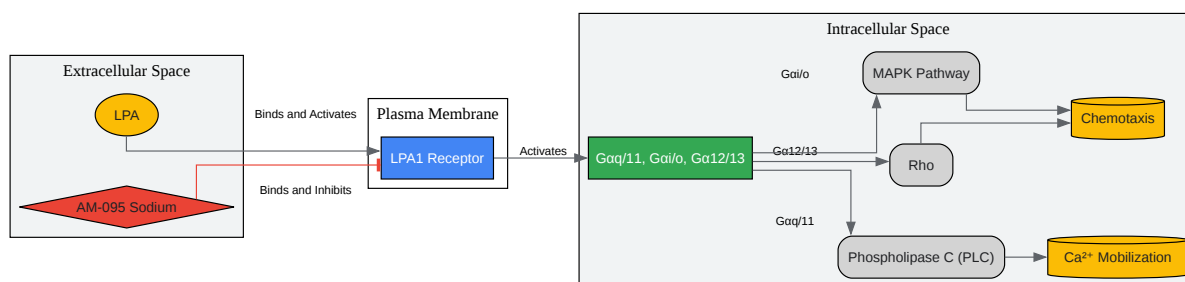 Extracellular Space
LPA
AM-095 Sodium
Binds and Activates
Binds and Inhibits
Plasma Membrane
LPA1 Receptor
Activates
Intracellular Space
Gαq/11, Gαi/o, Gα12/13
Gαi/o
Gα12/13
Gαq/11
MAPK Pathway
Rho
Phospholipase C (PLC)
Chemotaxis
Ca²⁺ Mobilization